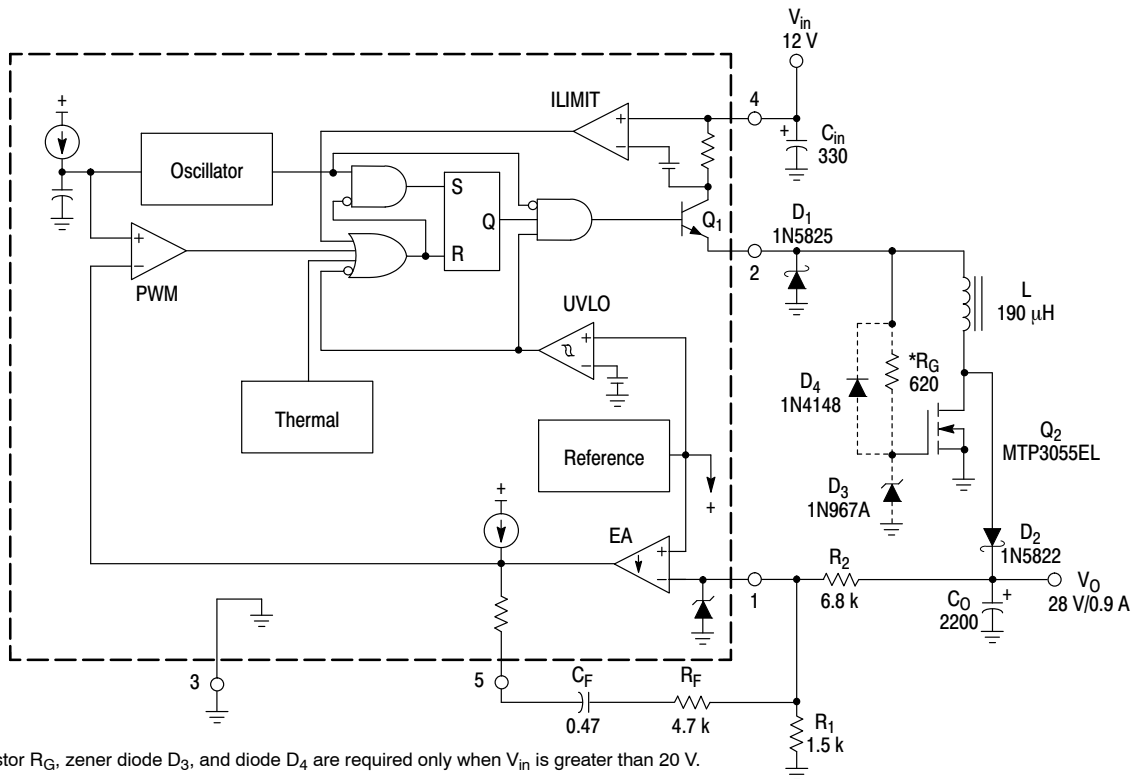 V_in
12 V
4
ILIMIT
+
−
+
C_in
330
+
Oscillator
S
Q
R
Q_1
D_1
1N5825
2
+
−
PWM
L
190 µH
UVLO
+
−
D_4
1N4148
*R_G
620
Thermal
Reference
+
Q_2
MTP3055EL
D_3
1N967A
+
EA
+
−
1
R_2
6.8 k
D_2
1N5822
V_O
28 V/0.9 A
C_O
2200
+
3
5
C_F
0.47
R_F
4.7 k
R_1
1.5 k
stor R_G, zener diode D_3, and diode D_4 are required only when V_in is greater than 20 V.